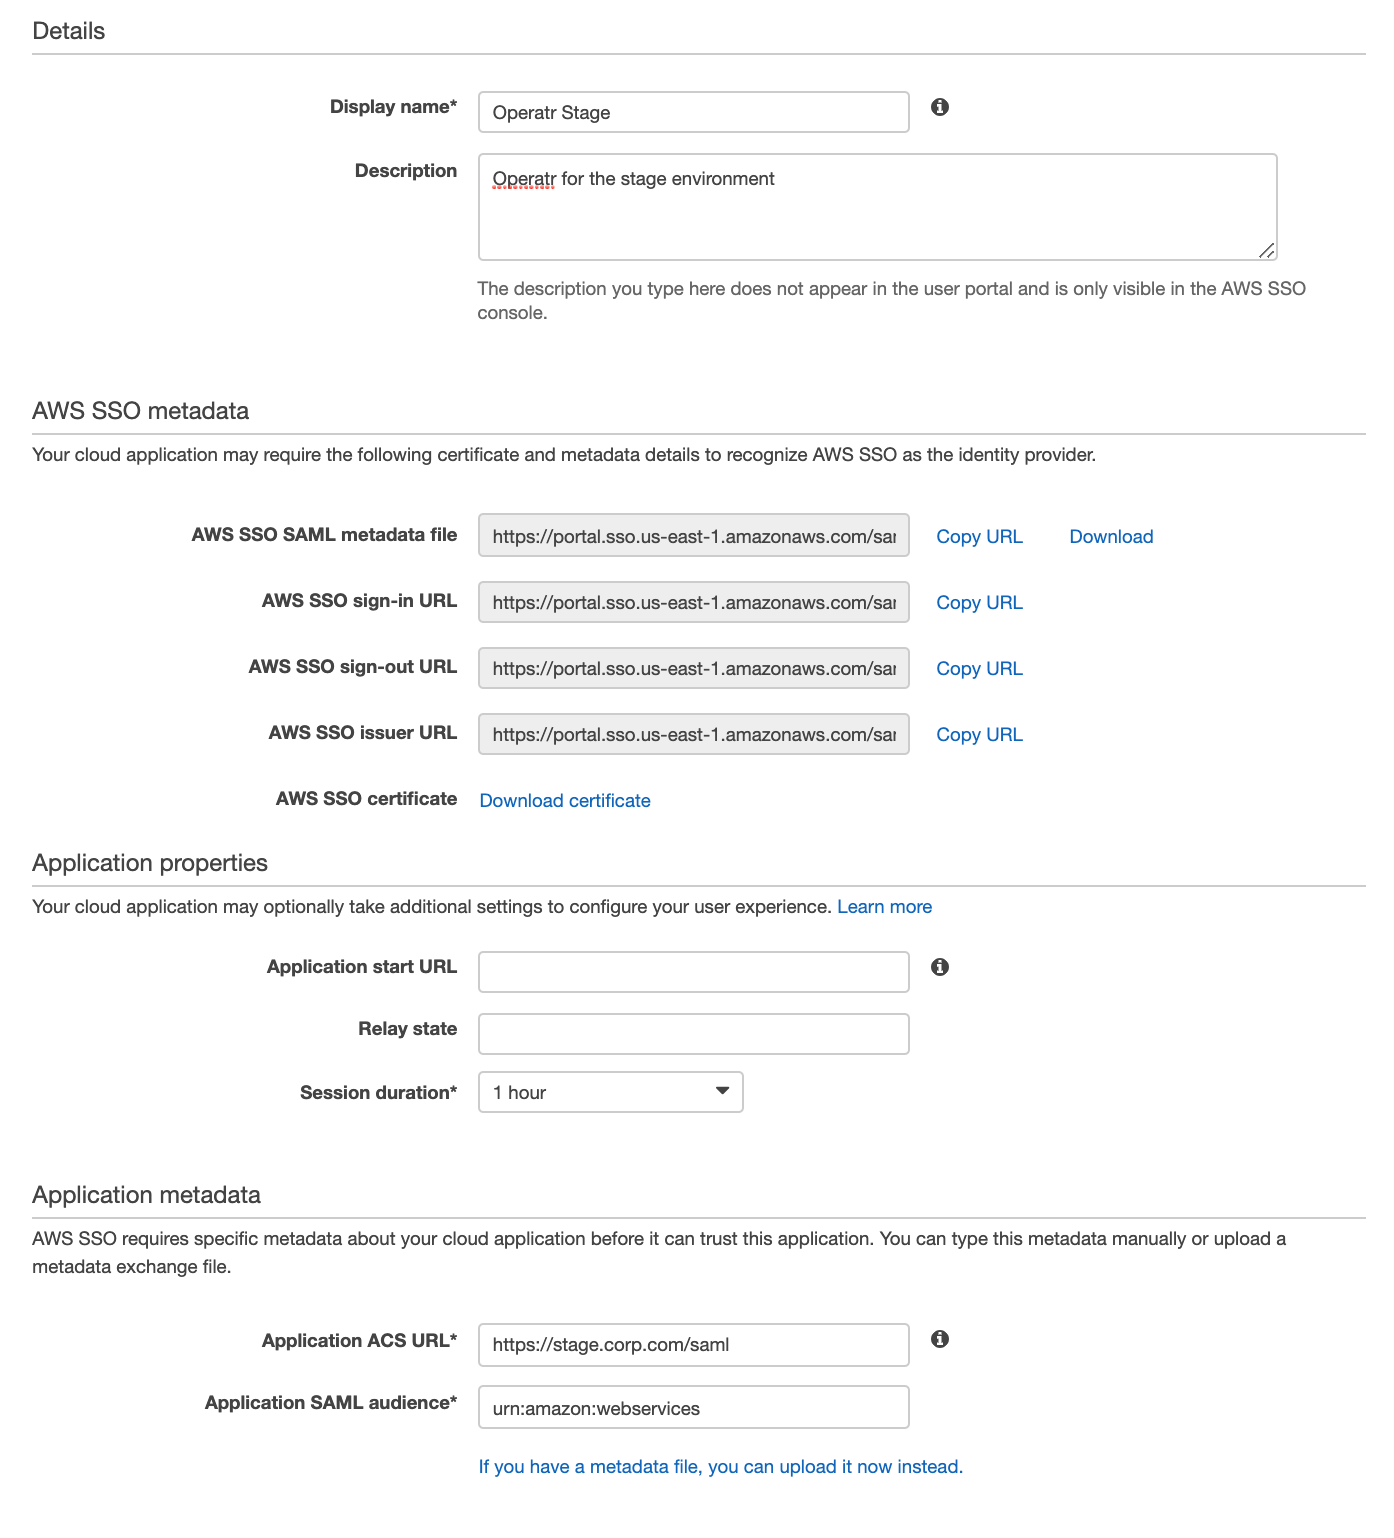 Details
Display name*
Operatr Stage
Description
Operatr for the stage environment
The description you type here does not appear in the user portal and is only visible in the AWS SSO
console.
AWS SSO metadata
Your cloud application may require the following certificate and metadata details to recognize AWS SSO as the identity provider.
AWS SSO SAML metadata file
https://portal.sso.us-east-1.amazonaws.com/sar
Copy URL
Download
AWS SSO sign-in URL
https://portal.sso.us-east-1.amazonaws.com/sar
Copy URL
AWS SSO sign-out URL
https://portal.sso.us-east-1.amazonaws.com/sar
Copy URL
AWS SSO issuer URL
https://portal.sso.us-east-1.amazonaws.com/sar
Copy URL
AWS SSO certificate
Download certificate
Application properties
Your cloud application may optionally take additional settings to configure your user experience. Learn more
Application start URL
Relay state
Session duration*
1 hour
Application metadata
AWS SSO requires specific metadata about your cloud application before it can trust this application. You can type this metadata manually or upload a
metadata exchange file.
Application ACS URL*
https://stage.corp.com/saml
Application SAML audience*
urn:amazon:webservices
If you have a metadata file, you can upload it now instead.